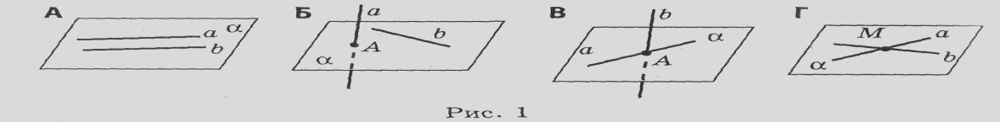 А Б В Г
a b α
a b A α
b a α A
M a b α
Рис. 1